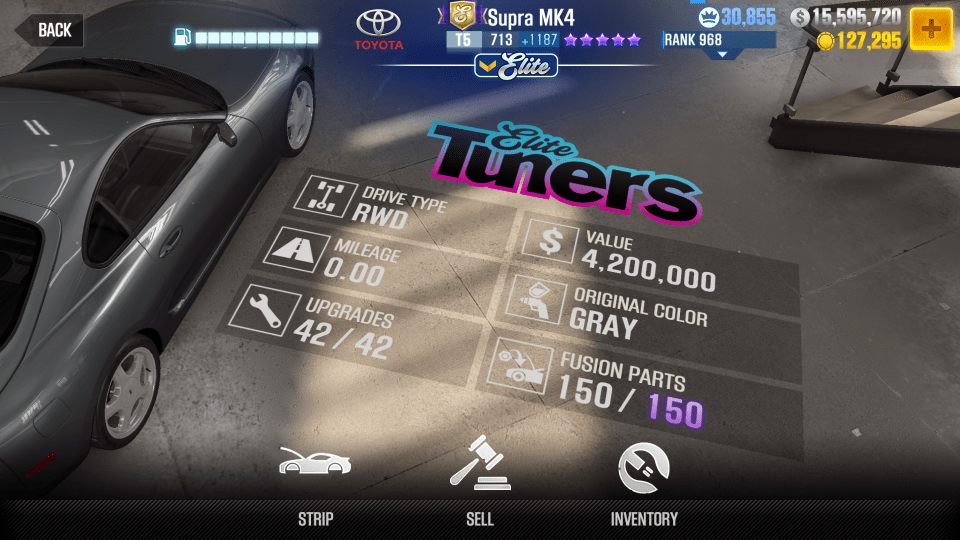 BACK
TOYOTA
Supra MK4
T5 713 +1187
Elite
30,855
15,595,720
RANK 968
127,295
Elite
Tuners
DRIVE TYPE
RWD
MILEAGE
0.00
UPGRADES
42 / 42
VALUE
4,200,000
ORIGINAL COLOR
GRAY
FUSION PARTS
150 / 150
STRIP
SELL
INVENTORY